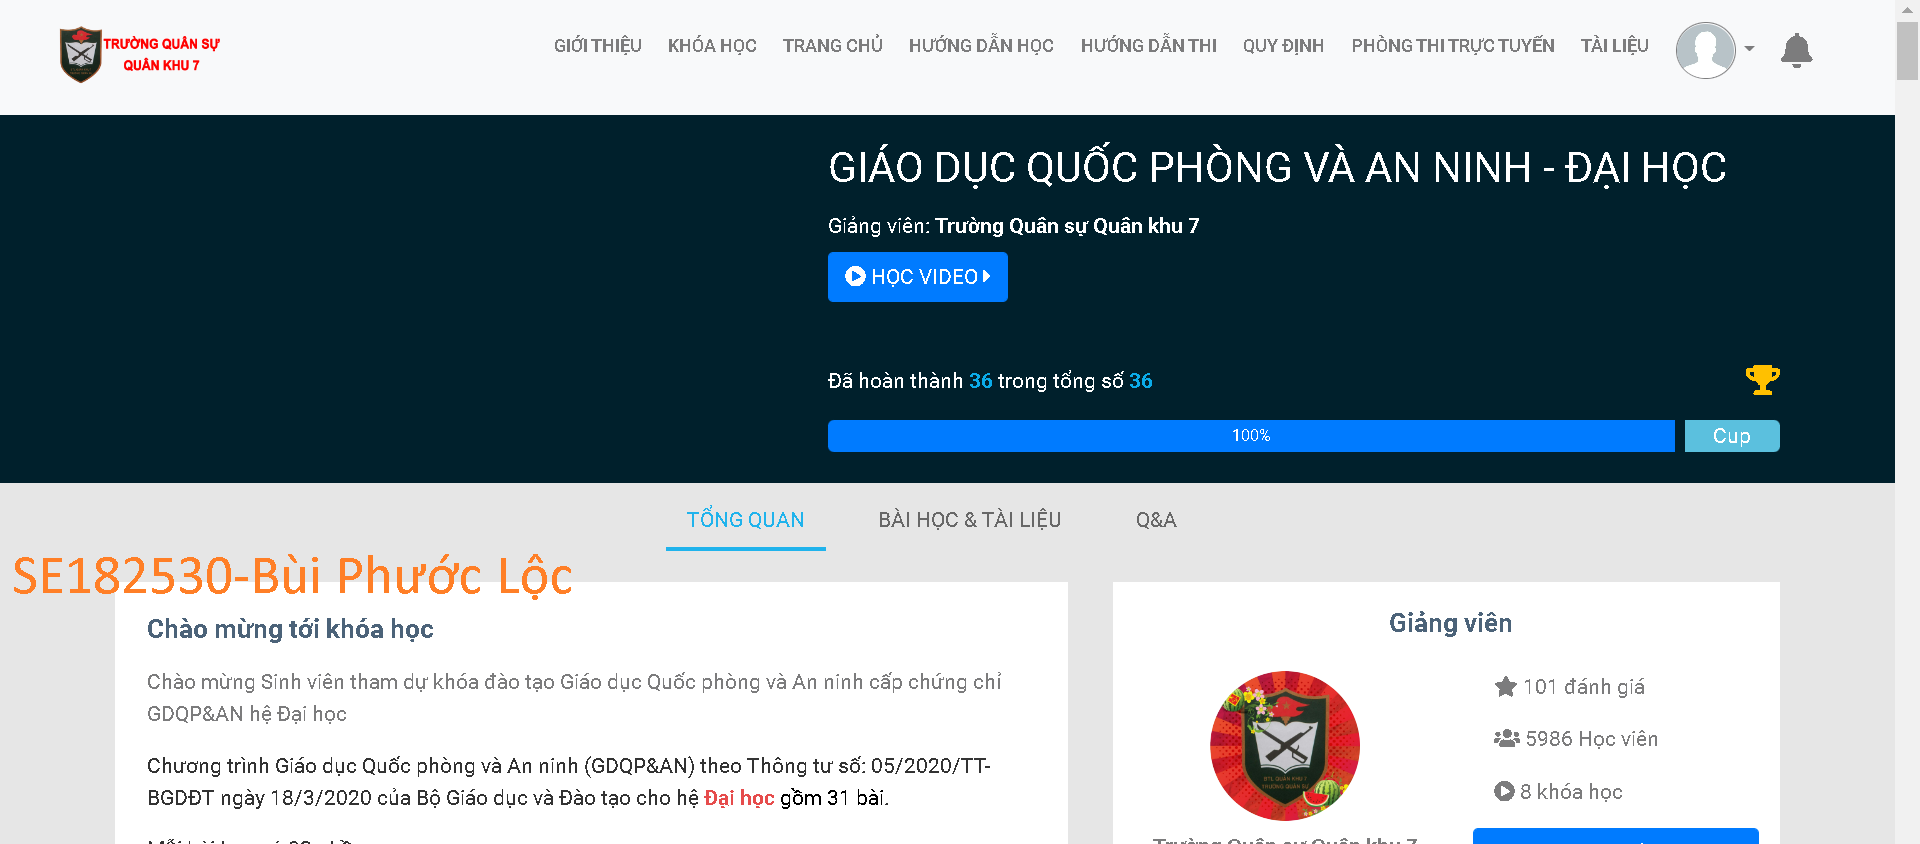 TRƯỜNG QUÂN SỰ
QUÂN KHU 7
GIỚI THIỆU KHÓA HỌC TRANG CHỦ HƯỚNG DẪN HỌC HƯỚNG DẪN THI QUY ĐỊNH PHÒNG THI TRỰC TUYẾN TÀI LIỆU
GIÁO DỤC QUỐC PHÒNG VÀ AN NINH - ĐẠI HỌC
Giảng viên: Trường Quân sự Quân khu 7
HỌC VIDEO
Đã hoàn thành 36 trong tổng số 36
100%
Cup
TỔNG QUAN BÀI HỌC & TÀI LIỆU Q&A
SE182530-Bùi Phước Lộc
Chào mừng tới khóa học
Chào mừng Sinh viên tham dự khóa đào tạo Giáo dục Quốc phòng và An ninh cấp chứng chỉ
GDQP&AN hệ Đại học
Chương trình Giáo dục Quốc phòng và An ninh (GDQP&AN) theo Thông tư số: 05/2020/TT-
BGDĐT ngày 18/3/2020 của Bộ Giáo dục và Đào tạo cho hệ Đại học gồm 31 bài.
Giảng viên
101 đánh giá
5986 Học viên
8 khóa học
Trường Quân sự Quân khu 7